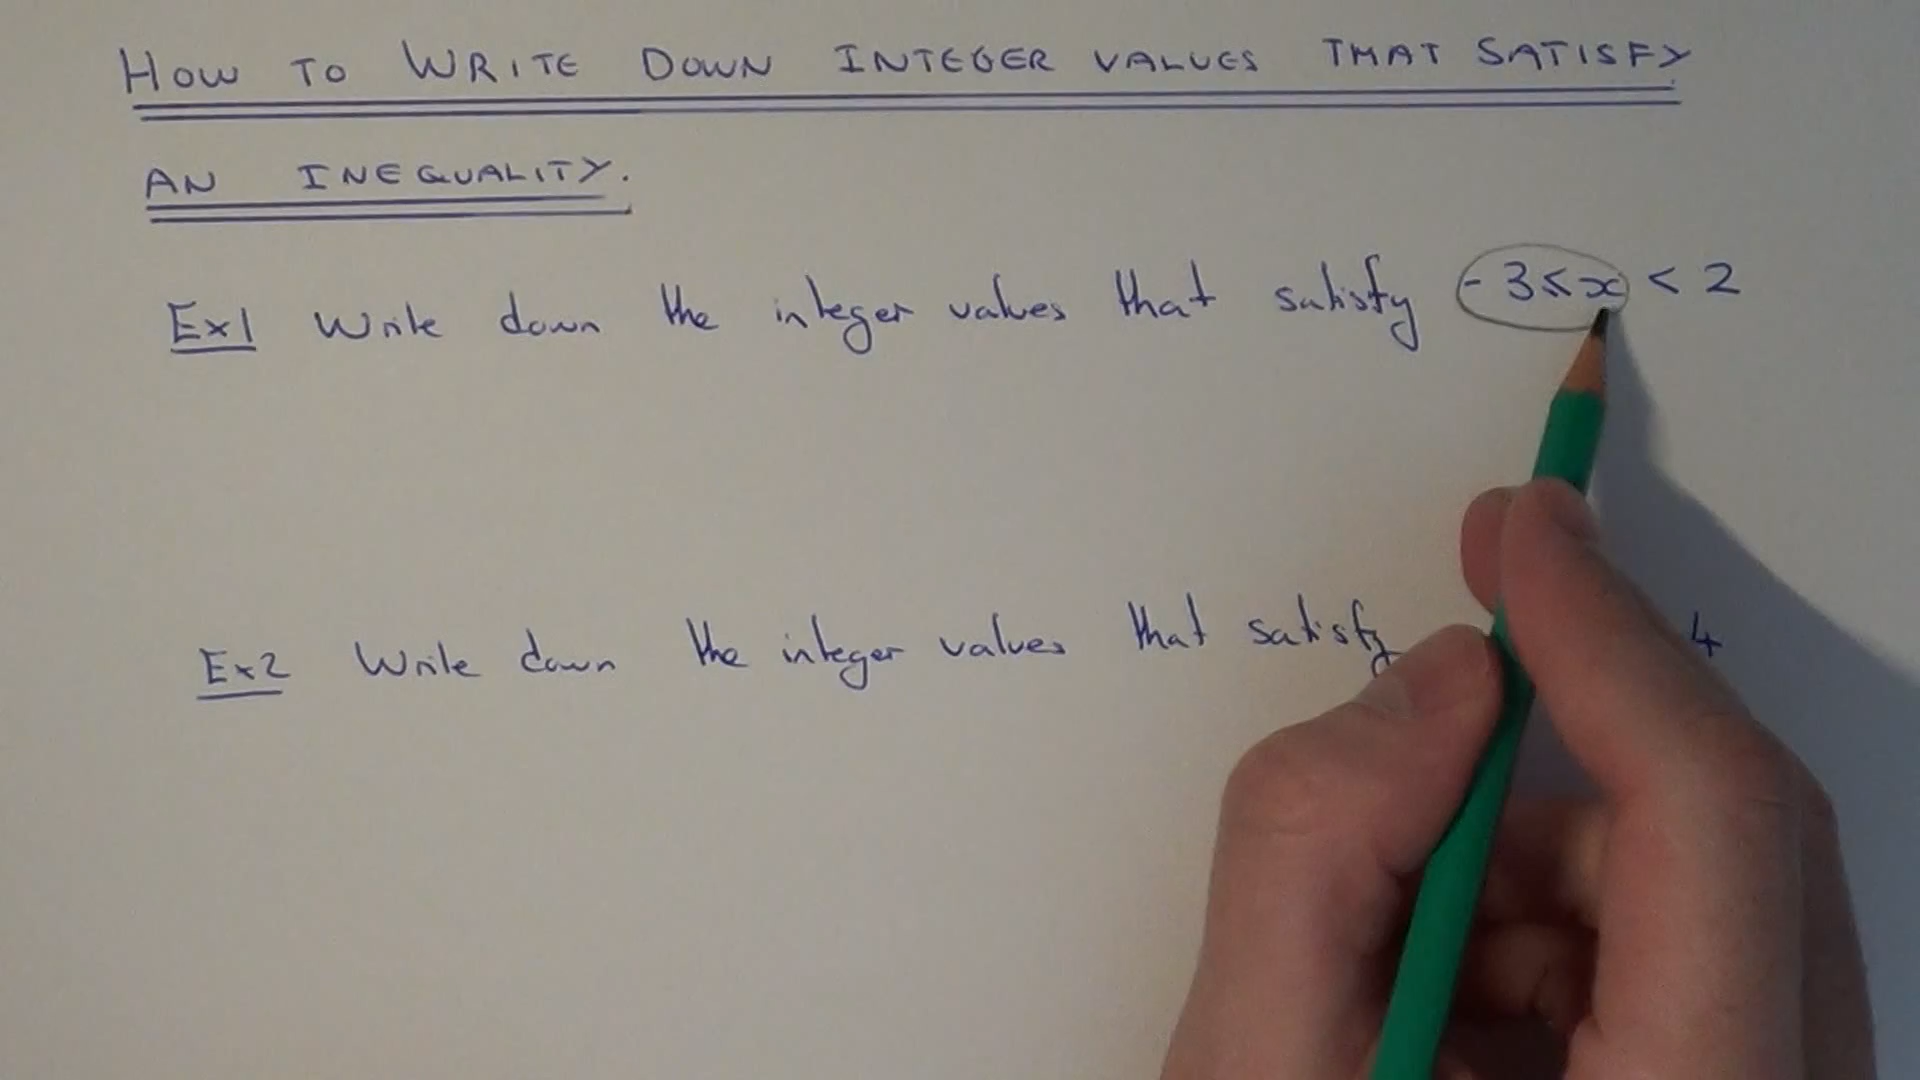 HOW TO WRITE DOWN INTEGER VALUES THAT SATISFY
AN INEQUALITY.
Ex1 Write down the integer values that satisfy -3 ≤ x < 2
Ex2 Write down the integer values that satisfy 4